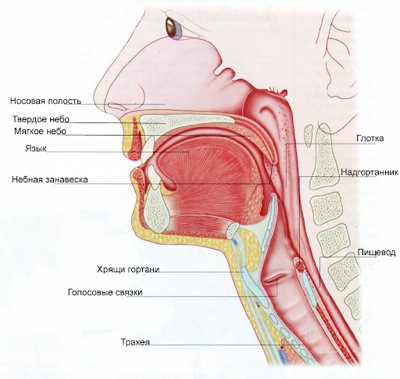 Носовая полость
Твердое небо
Мягкое небо
Язык
Небная занавеска
Глотка
Надгортанник
Пищевод
Хрящи гортани
Голосовые связки
Трахея